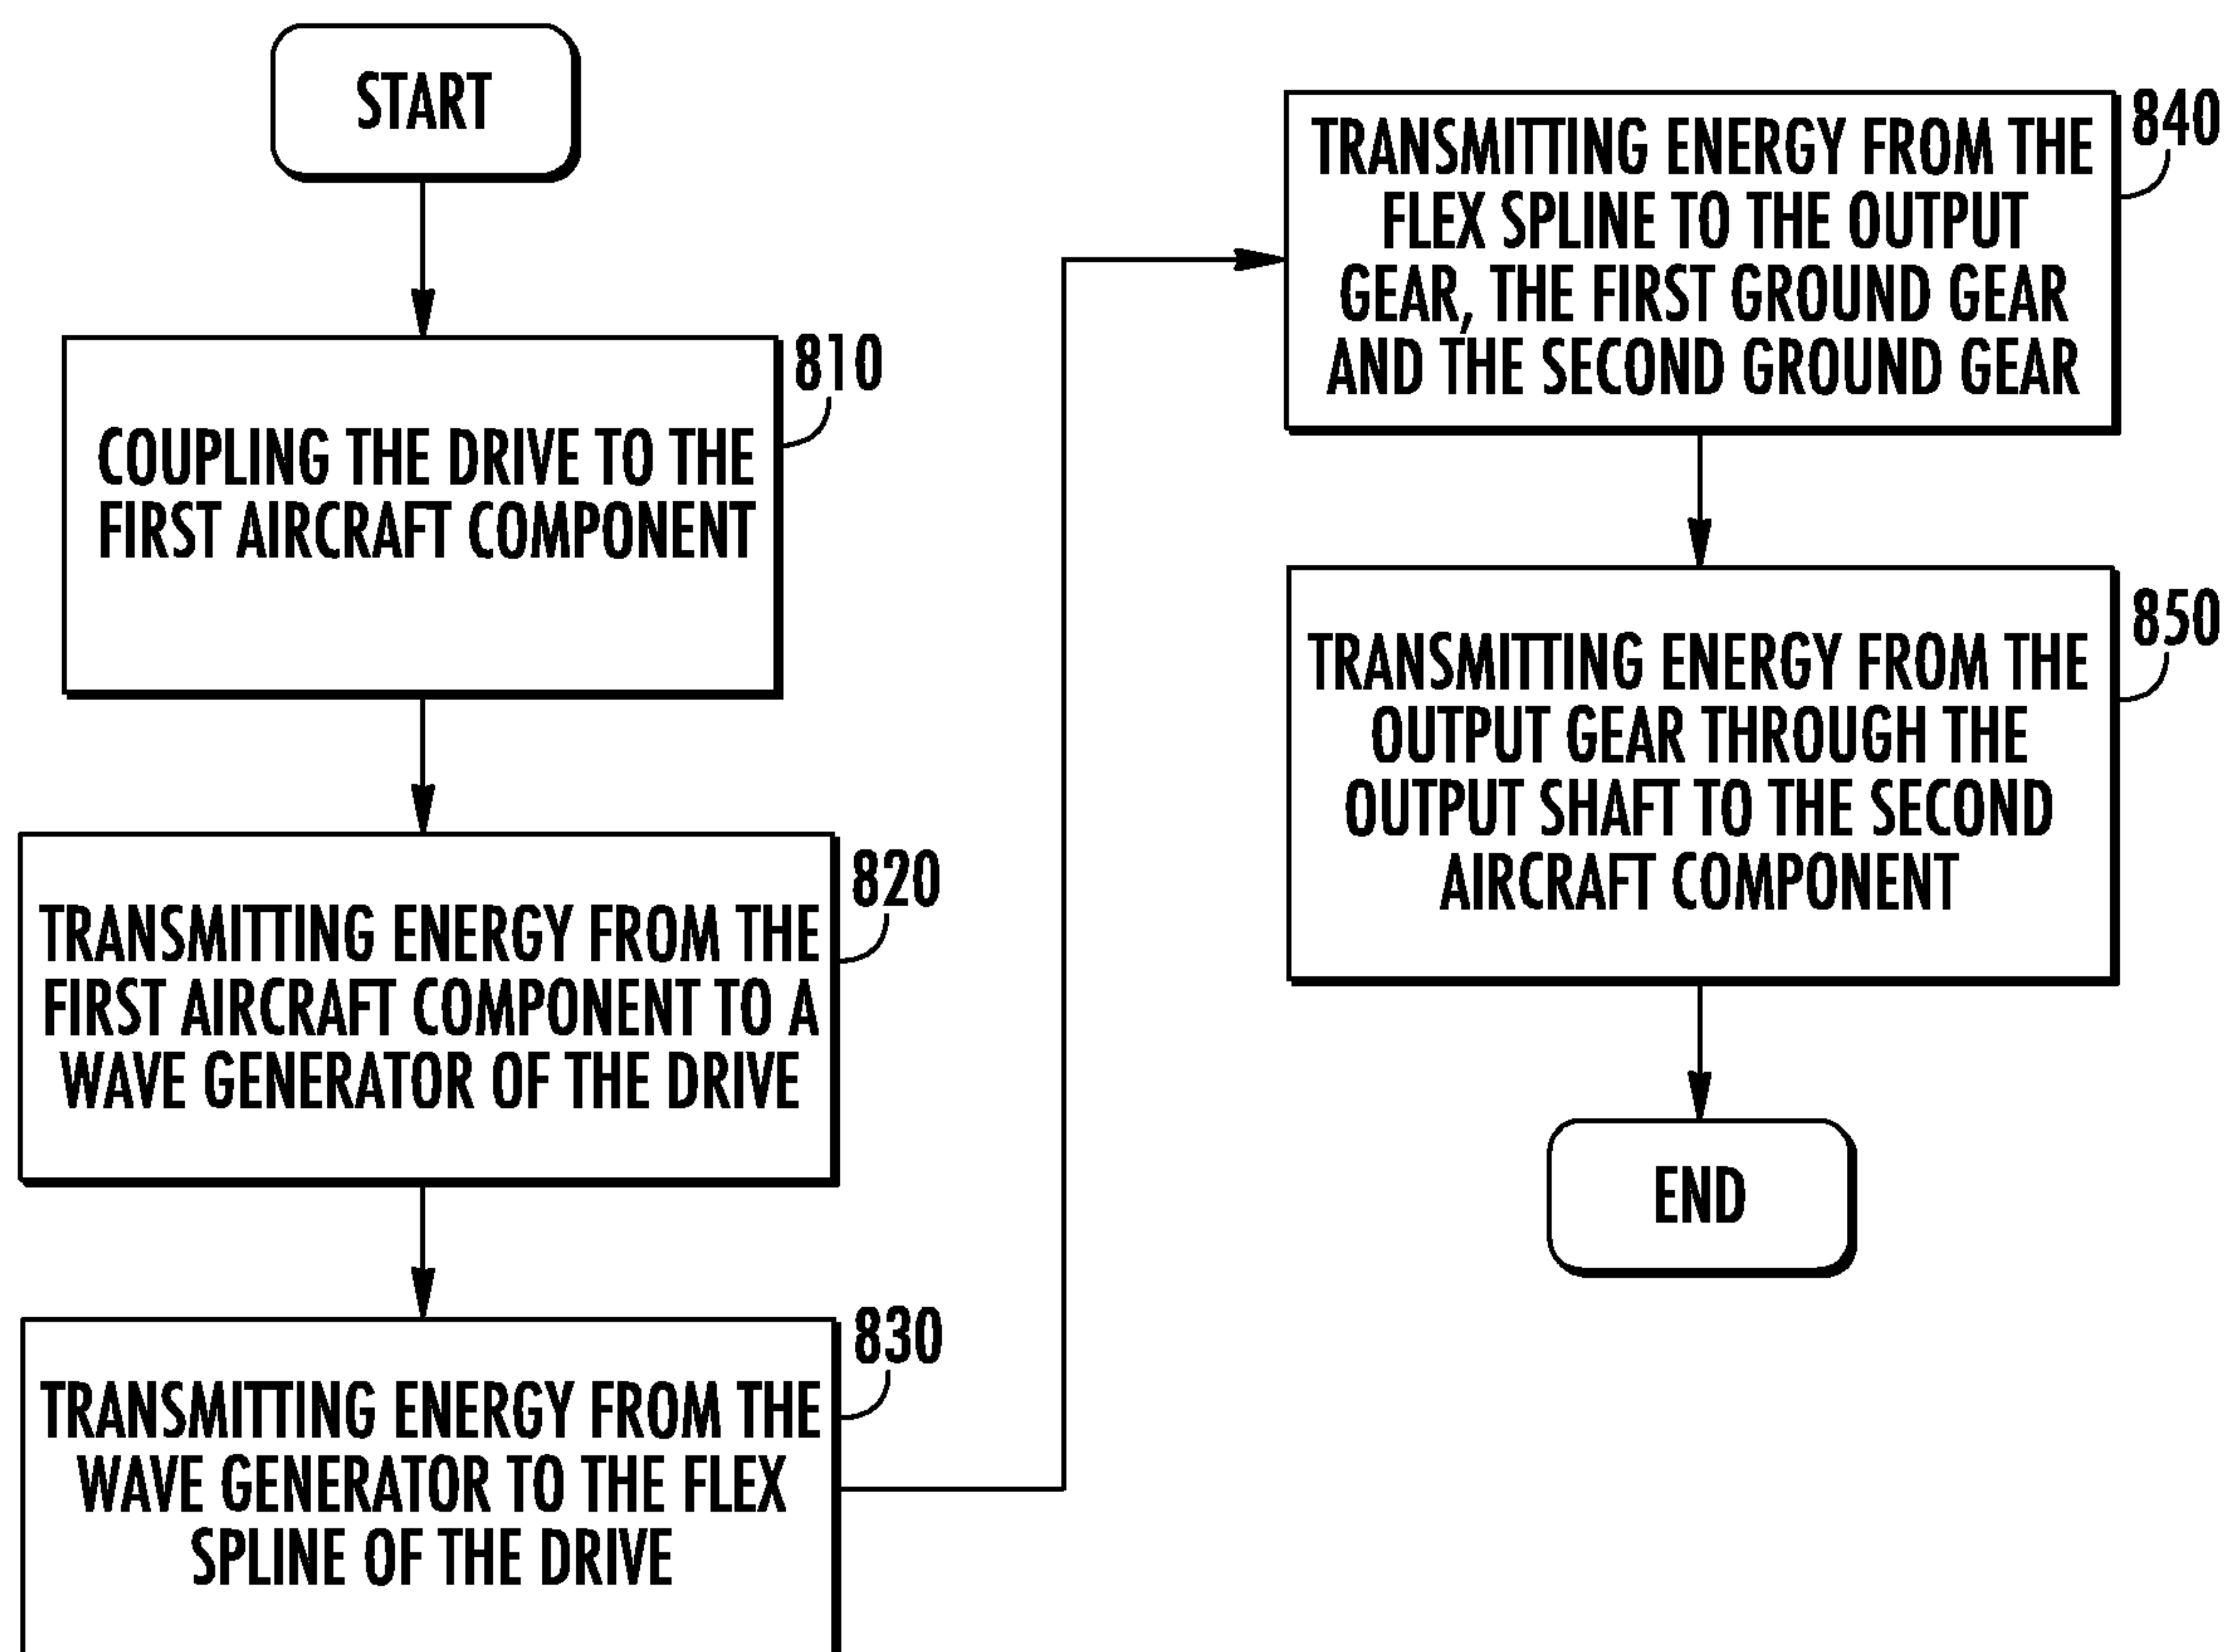 START
810
COUPLING THE DRIVE TO THE
FIRST AIRCRAFT COMPONENT
820
TRANSMITTING ENERGY FROM THE
FIRST AIRCRAFT COMPONENT TO A
WAVE GENERATOR OF THE DRIVE
830
TRANSMITTING ENERGY FROM THE
WAVE GENERATOR TO THE FLEX
SPLINE OF THE DRIVE
840
TRANSMITTING ENERGY FROM THE
FLEX SPLINE TO THE OUTPUT
GEAR, THE FIRST GROUND GEAR
AND THE SECOND GROUND GEAR
850
TRANSMITTING ENERGY FROM THE
OUTPUT GEAR THROUGH THE
OUTPUT SHAFT TO THE SECOND
AIRCRAFT COMPONENT
END